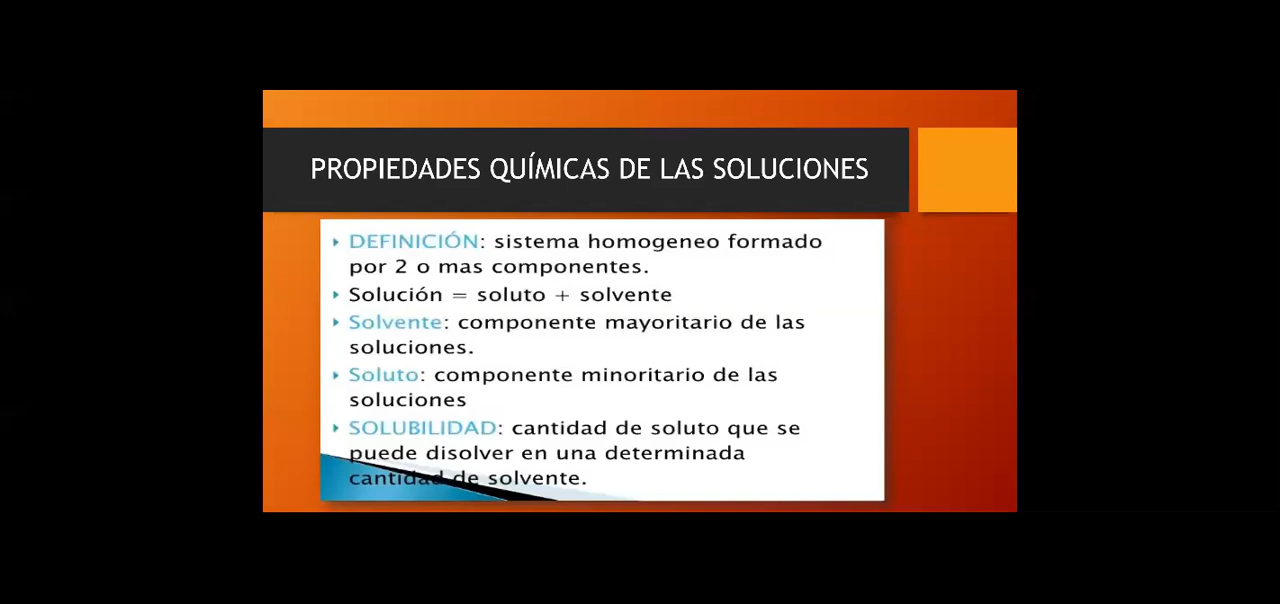 PROPIEDADES QUÍMICAS DE LAS SOLUCIONES
DEFINICIÓN: sistema homogeneo formado
por 2 o mas componentes.
Solución = soluto + solvente
Solvente: componente mayoritario de las
soluciones.
Soluto: componente minoritario de las
soluciones
SOLUBILIDAD: cantidad de soluto que se
puede disolver en una determinada
cantidad de solvente.